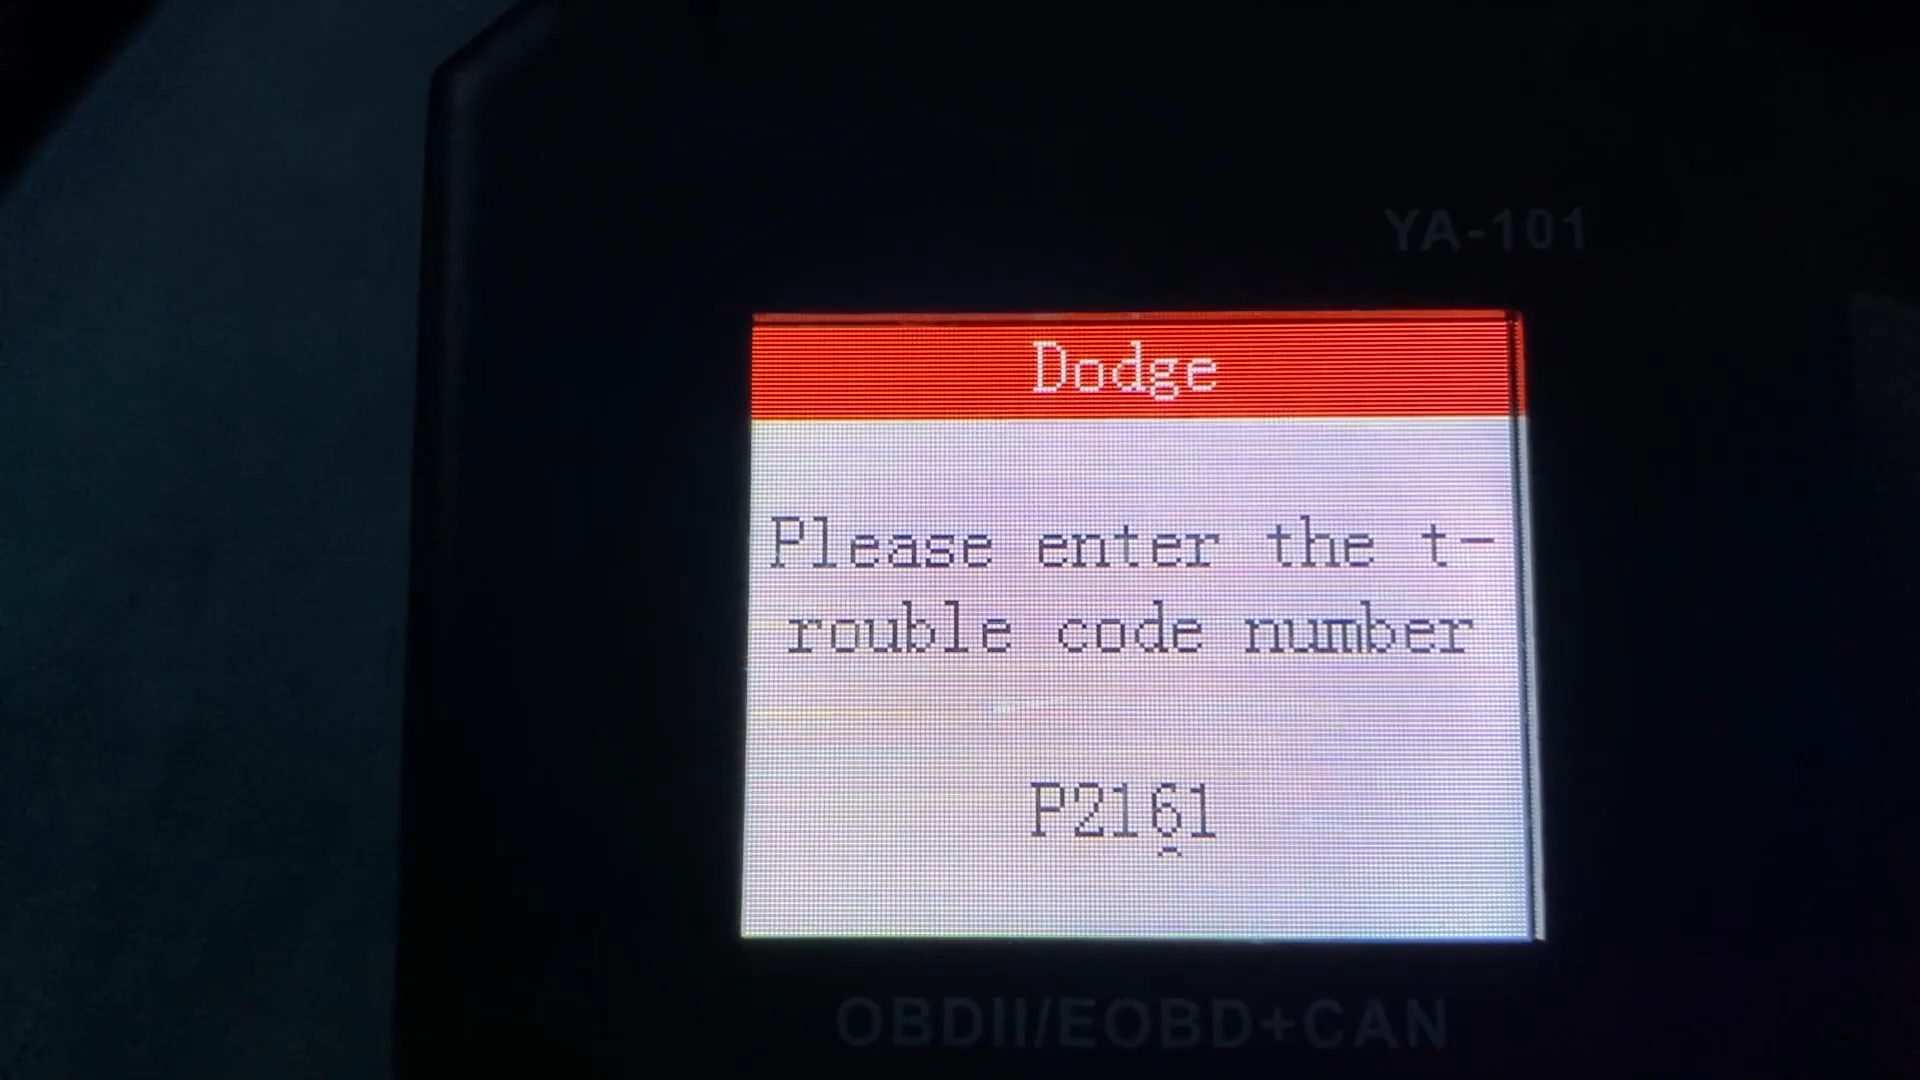 YA-101
Dodge
Please enter the t-
rouble code number
P2161
^
OBDII/EOBD+CAN